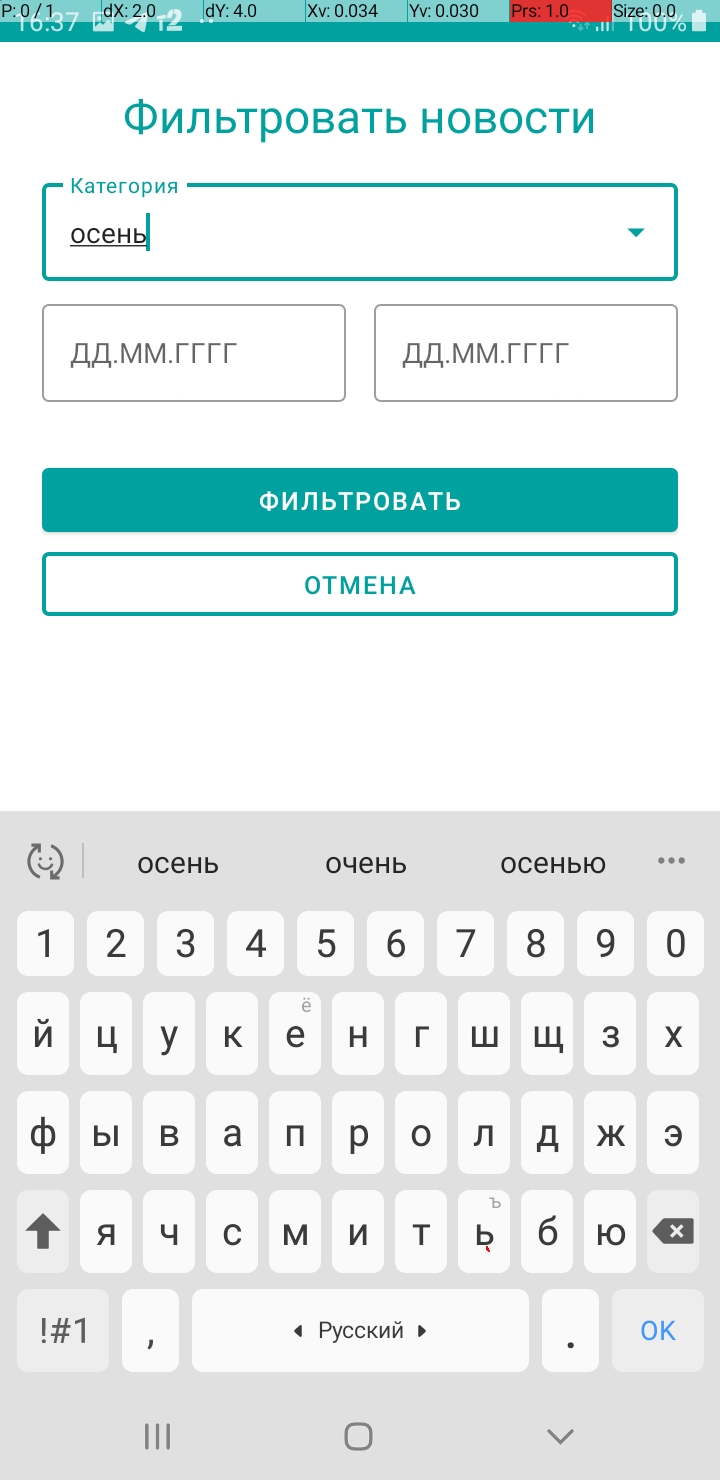 P: 0 / 1 dX: 2.0 dY: 4.0 Xv: 0.034 Yv: 0.030 Prs: 1.0 Size: 0.0
16:37 т2 100%
Фильтровать новости
Категория
осень
ДД.ММ.ГГГГ ДД.ММ.ГГГГ
ФИЛЬТРОВАТЬ
ОТМЕНА
осень очень осенью
1 2 3 4 5 6 7 8 9 0
ё
й ц у к е н г ш щ з х
ф ы в а п р о л д ж э
ъ
я ч с м и т ь б ю
!#1 , Русский . OK